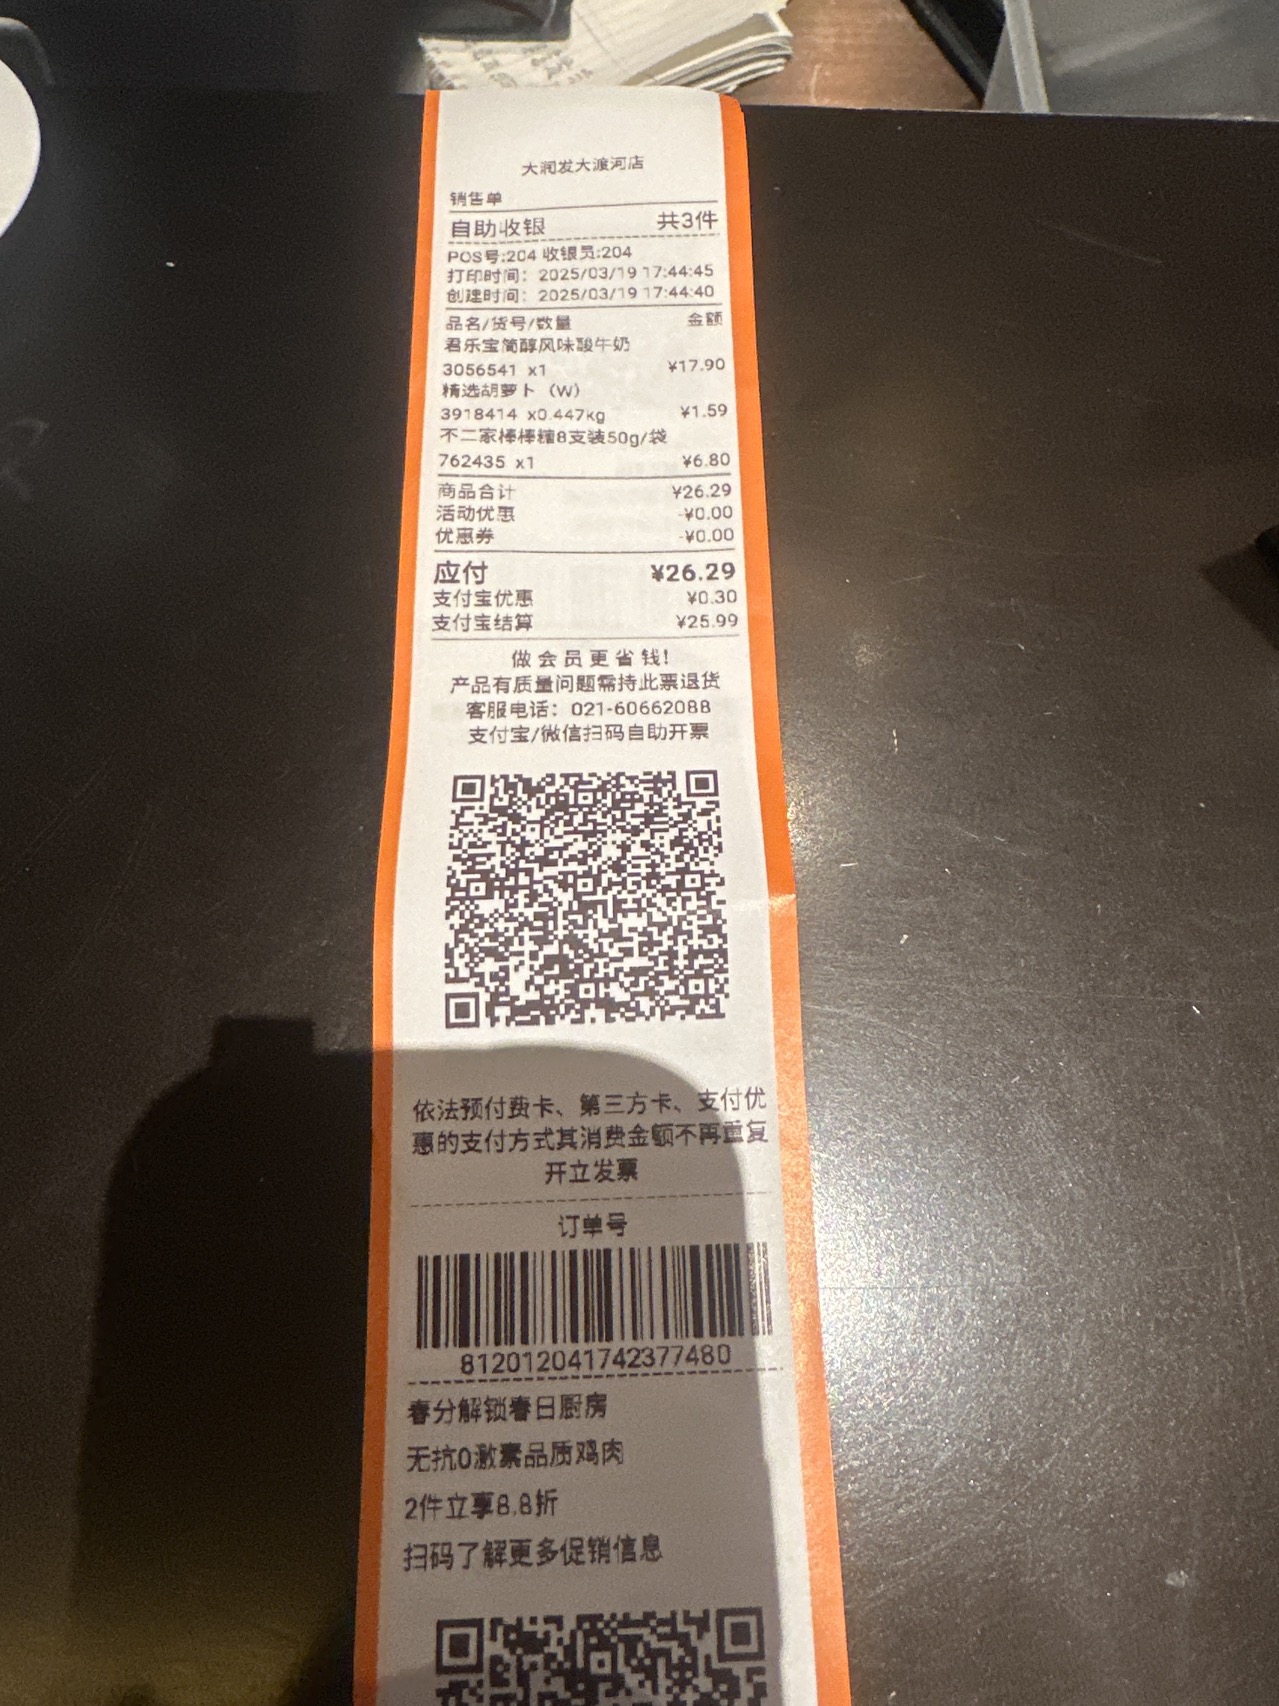 大润发大渡河店
销售单
自助收银 共3件
POS号:204 收银员:204
打印时间: 2025/03/19 17:44:45
创建时间: 2025/03/19 17:44:40
品名/货号/数量 金额
君乐宝简醇风味酸牛奶
3056541 x1 ¥17.90
精选胡萝卜（W）
3918414 x0.447kg ¥1.59
不二家棒棒糖8支装50g/袋
762435 x1 ¥6.80
商品合计 ¥26.29
活动优惠 -¥0.00
优惠券 -¥0.00
应付 ¥26.29
支付宝优惠 ¥0.30
支付宝结算 ¥25.99
做会员更省钱!
产品有质量问题需持此票退货
客服电话: 021-60662088
支付宝/微信扫码自助开票
依法预付费卡、第三方卡、支付优
惠的支付方式其消费金额不再重复
开立发票
订单号
812012041742377480
春分解锁春日厨房
无抗0激素品质鸡肉
2件立享8.8折
扫码了解更多促销信息